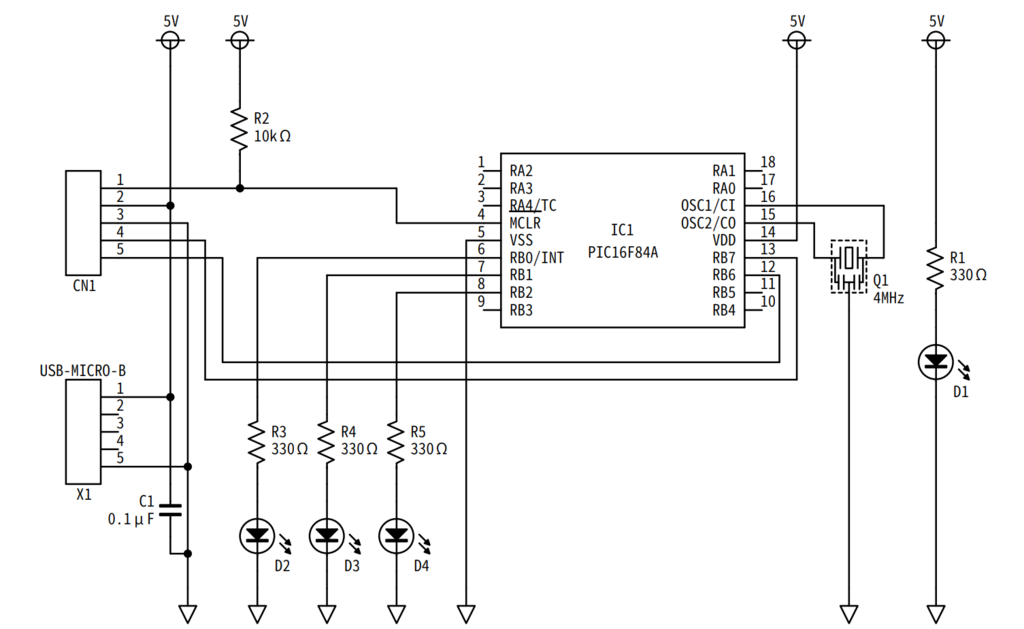 5V
5V
5V
5V
R2
10kΩ
1
2
3
4
5
CN1
USB-MICRO-B
1
2
3
4
5
X1
C1
0.1μF
1
2
3
4
5
6
7
8
9
RA2
RA3
RA4/TC
MCLR
VSS
RB0/INT
RB1
RB2
RB3
IC1
PIC16F84A
RA1
RA0
OSC1/CI
OSC2/CO
VDD
RB7
RB6
RB5
RB4
18
17
16
15
14
13
12
11
10
Q1
4MHz
R1
330Ω
D1
R3
330Ω
R4
330Ω
R5
330Ω
D2
D3
D4